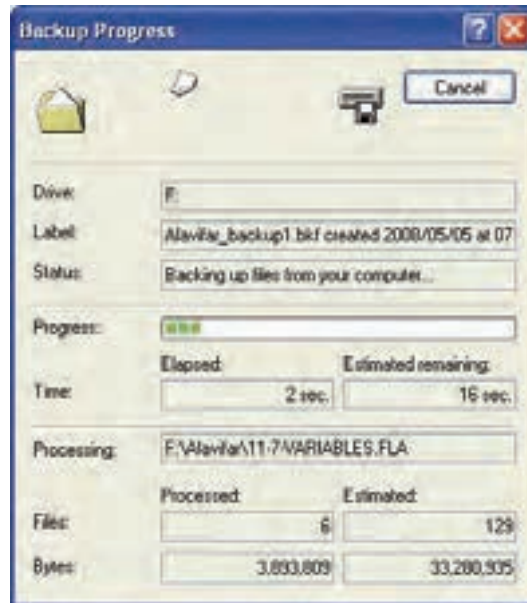 Backup Progress
Cancel
Drive: F:
Label: Alavifar_backup1.bkf created 2008/05/05 at 07
Status: Backing up files from your computer...
Progress:
Elapsed: Estimated remaining:
Time: 2 sec. 16 sec.
Processing: F:\Alavifar\11-7\VARIABLES.FLA
Processed: Estimated:
Files: 6 129
Bytes: 3,893,809 33,280,935